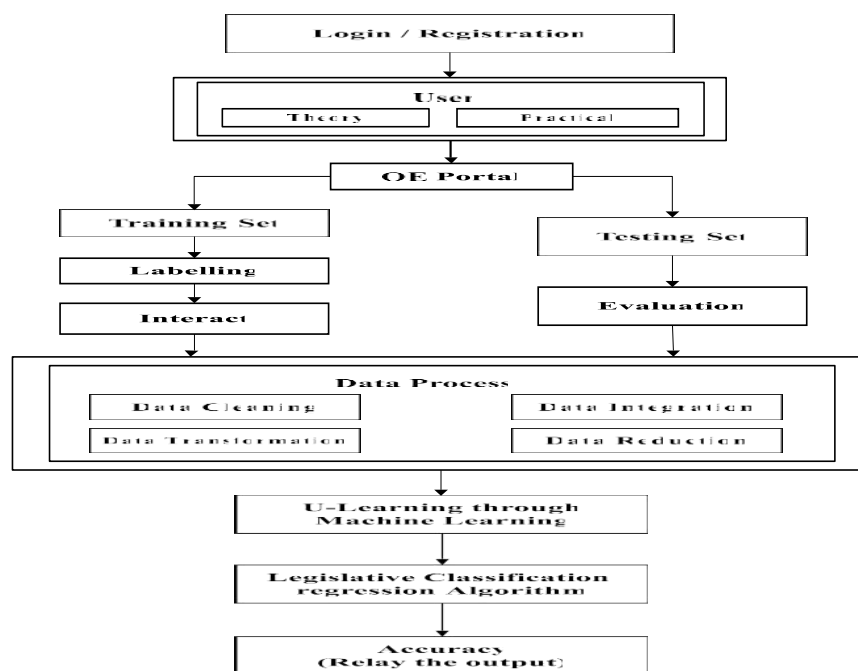 Login / Registration
User
Theory
Practical
OE Portal
Training Set
Testing Set
Labelling
Interact
Evaluation
Data Process
Data Cleaning
Data Integration
Data Transformation
Data Reduction
U-Learning through
Machine Learning
Legislative Classification
regression Algorithm
Accuracy
(Relay the output)